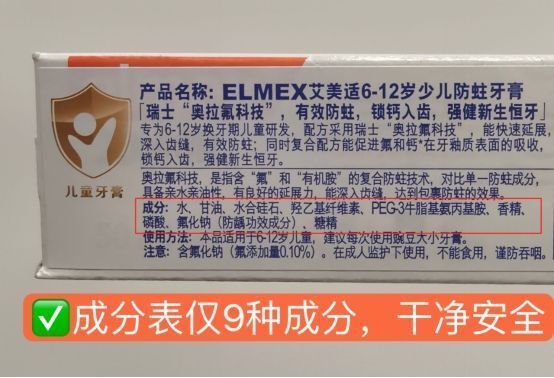 产品名称：ELMEX艾美适6-12岁少儿防蛀牙膏
「瑞士“奥拉氟科技”，有效防蛀，锁钙入齿，强健新生恒牙」
专为6-12岁换牙期儿童研发，配方采用瑞士“奥拉氟科技”，能快速延展，
深入齿缝，有效防蛀；同时复合配方能促进氟和钙*在牙釉质表面的吸收，
锁钙入齿，强健新生恒牙。
儿童牙膏
奥拉氟科技，是指含“氟”和“有机胺”的复合防蛀技术，对比单一防蛀成分，
具备亲水亲油性，有良好的延展力，能深入齿缝，达到包裹防蛀的效果。
成分：水、甘油、水合硅石、羟乙基纤维素、PEG-3牛脂基氨丙基胺、香精、
磷酸、氟化钠（防龋功效成分）、糖精
使用方法：本品适用于6-12岁儿童，建议每次使用豌豆大小牙膏。
注意：含氟化钠（氟添加量0.10%）。在成人监护下使用，不能食用，谨防吞咽。
✅成分表仅9种成分，干净安全